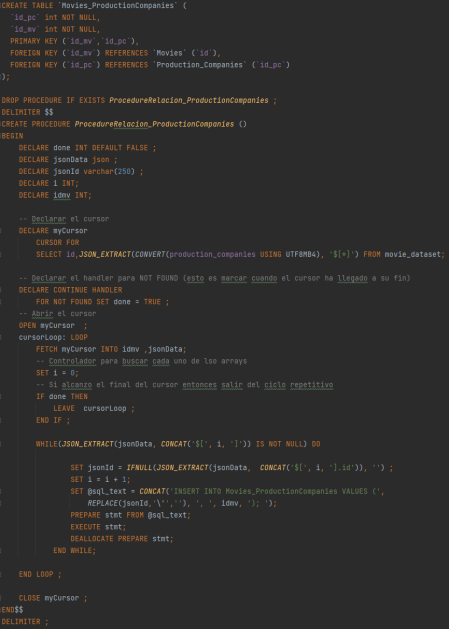 CREATE TABLE `Movies_ProductionCompanies` (
`id_pc` int NOT NULL,
`id_mv` int NOT NULL,
PRIMARY KEY (`id_mv`,`id_pc`),
FOREIGN KEY (`id_mv`) REFERENCES `Movies` (`id`),
FOREIGN KEY (`id_pc`) REFERENCES `Production_Companies` (`id_pc`)
);
DROP PROCEDURE IF EXISTS ProcedureRelacion_ProductionCompanies ;
DELIMITER $$
CREATE PROCEDURE ProcedureRelacion_ProductionCompanies ()
BEGIN
DECLARE done INT DEFAULT FALSE ;
DECLARE jsonData json ;
DECLARE jsonId varchar(250) ;
DECLARE i INT;
DECLARE idmv INT;
-- Declarar el cursor
DECLARE myCursor
CURSOR FOR
SELECT id,JSON_EXTRACT(CONVERT(production_companies USING UTF8MB4), '$[*]') FROM movie_dataset;
-- Declarar el handler para NOT FOUND (esto es marcar cuando el cursor ha llegado a su fin)
DECLARE CONTINUE HANDLER
FOR NOT FOUND SET done = TRUE ;
-- Abrir el cursor
OPEN myCursor  ;
cursorLoop: LOOP
FETCH myCursor INTO idmv ,jsonData;
-- Controlador para buscar cada uno de lso arrays
SET i = 0;
-- Si alcanzo el final del cursor entonces salir del ciclo repetitivo
IF done THEN
LEAVE  cursorLoop ;
END IF ;
WHILE(JSON_EXTRACT(jsonData, CONCAT('$[', i, ']')) IS NOT NULL) DO
SET jsonId = IFNULL(JSON_EXTRACT(jsonData,  CONCAT('$[', i, '].id')), '') ;
SET i = i + 1;
SET @sql_text = CONCAT('INSERT INTO Movies_ProductionCompanies VALUES (',
REPLACE(jsonId,'\'',''), ', ', idmv, '); ');
PREPARE stmt FROM @sql_text;
EXECUTE stmt;
DEALLOCATE PREPARE stmt;
END WHILE;
END LOOP ;
CLOSE myCursor ;
END$$
DELIMITER ;